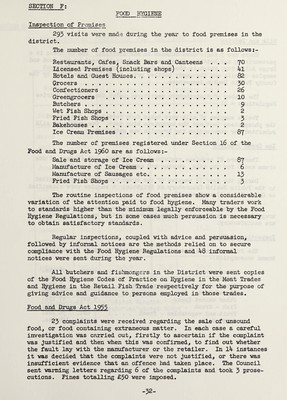 SECTION F:
FOOD HYGIENE
Inspection of Premises
293 visits were made during the year to food premises in the
district.
The number of food premises in the district is as follows:-
Restaurants, Cafes, Snack Bars and Canteens . . . 70
Licensed Premises (including shops) . . . . . . . 41
Hotels and Guest Houses. . . . . . . . . . . . . 82
Grocers . . . . . . . . . . . . . . . . . . . . . 30
Confectioners . . . . . . . . . . . . . . . . . . 26
Greengrocers . . . . . . . . . . . . . . . . . . 10
Butchers . . . . . . . . . . . . . . . . . . . . 9
Wet Fish Shops . . . . . . . . . . . . . . . . . 2
Fried Fish Shops . . . . . . . . . . . . . . . . 3
Bakehouses . . . . . . . . . . . . . . . . . . . 2
Ice Cream Premises . . . . . . . . . . . . . . . 87
The number of premises registered under Section 16 of the
Food and Drugs Act 1960 are as follows:-
Sale and storage of Ice Cream . . . . . . . . . . 87
Manufacture of Ice Cream . . . . . . . . . . . . 6
Manufacture of Sausages etc. . . . . . . . . . . 13
Fried Fish Shops . . . . . . . . . . . . . . . . 3
The routine inspections of food premises show a considerable
variation of the attention paid to food hygiene. Many traders work
to standards higher than the minimum legally enforceable by the Food
Hygiene Regulations, but in some cases much persuasion is necessary
to obtain satisfactory standards.
Regular inspections, coupled with advice and persuasion,
followed by informal notices are the methods relied on to secure
compliance with the Food Hygiene Regulations and 48 informal
notices were sent during the year.
All butchers and fishmongers in the District were sent copies
of the Food Hygiene Codes of Practice on Hygiene in the Meat Trades
and Hygiene in the Retail Fish Trade respectively for the purpose of
giving advice and guidance to persons employed in those trades.
Food and Drugs Act 1955
23 complaints were received regarding the sale of unsound
food, or food containing extraneous matter. In each case a careful
investigation was carried out, firstly to ascertain if the complaint
was justified and then when this was confirmed, to find out whether
the fault lay with the manufacturer or the retailer. In 14 instances
it was decided that the complaints were not justified, or there was
insufficient evidence that an offence had taken place. The Council
sent warning letters regarding 6 of the complaints and took 3 prose-
cutions. Fines totalling £50 were imposed.
-32-